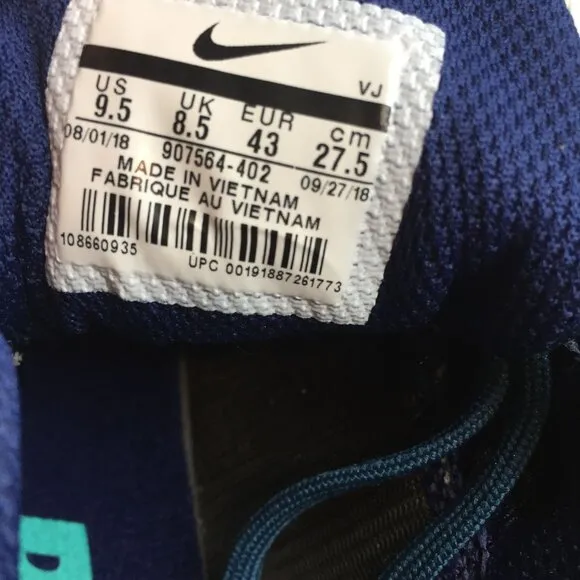 VJ
US UK EUR cm
9.5 8.5 43 27.5
08/01/18 907564-402 09/27/18
MADE IN VIETNAM
FABRIQUE AU VIETNAM
108660935 UPC 00191887261773